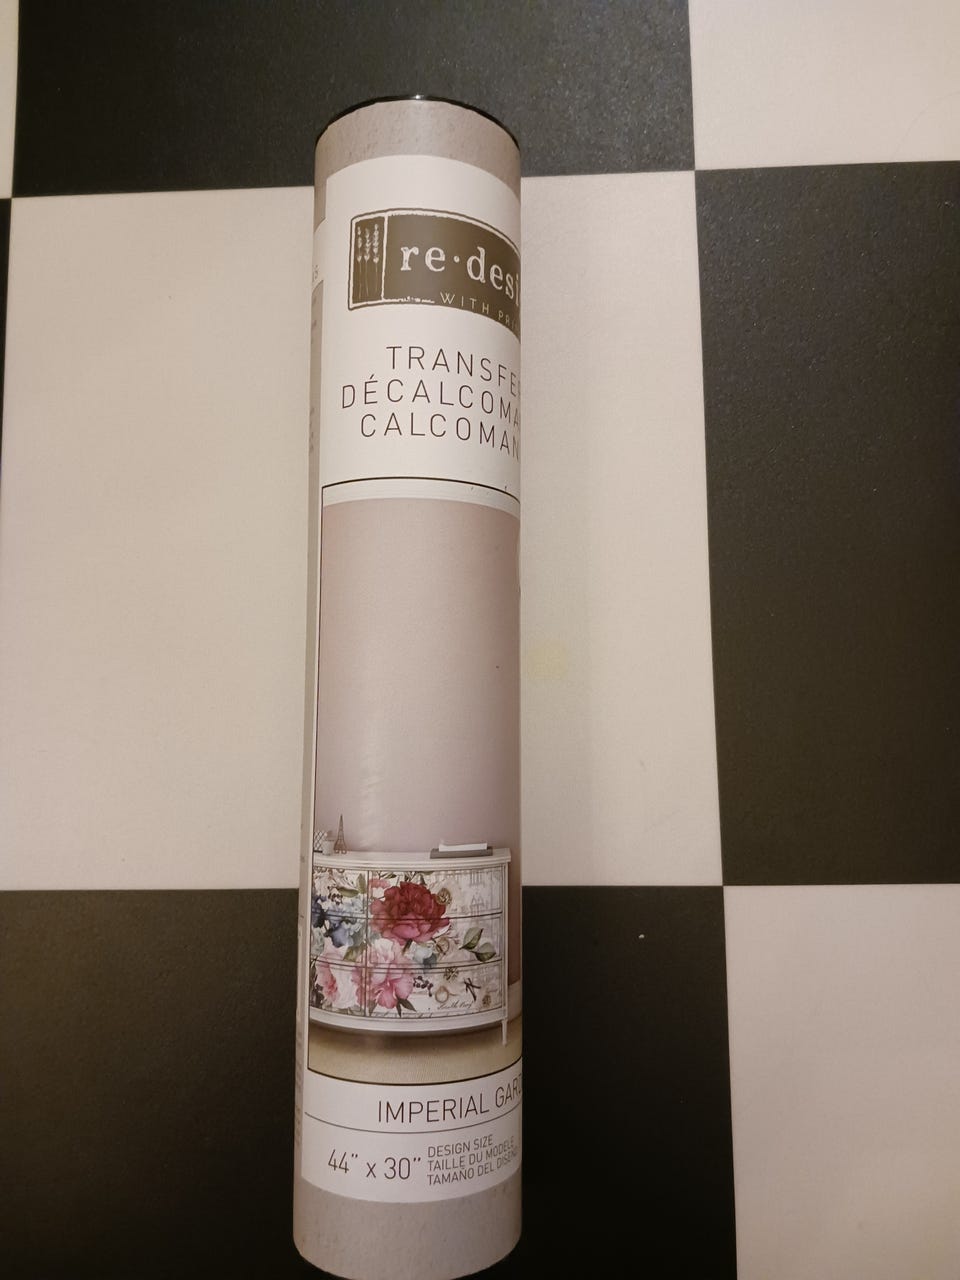 re·desi
WITH PRI
TRANSFE
DÉCALCOMA
CALCOMAN
IMPERIAL GARD
44" x 30"
DESIGN SIZE
TAILLE DU MODÈLE
TAMAÑO DEL DISEÑO